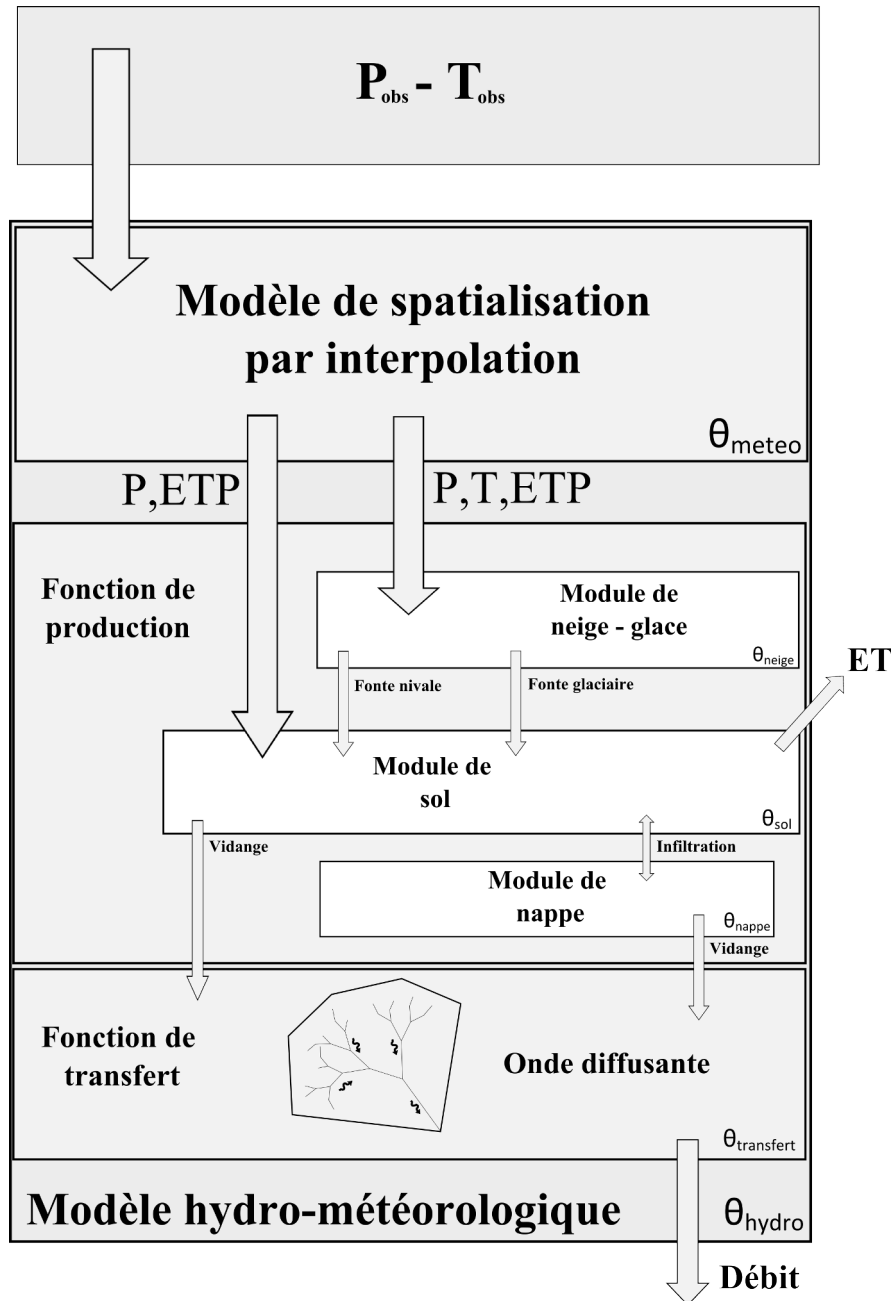 Pobs - Tobs
Modèle de spatialisation
par interpolation
θmeteo
P,ETP
P,T,ETP
Fonction de
production
Module de
neige - glace
θneige
ET
Fonte nivale
Fonte glaciaire
Module de
sol
θsol
Vidange
Infiltration
Module de
nappe
θnappe
Vidange
Fonction de
transfert
Onde diffusante
θtransfert
Modèle hydro-météorologique
θhydro
Débit